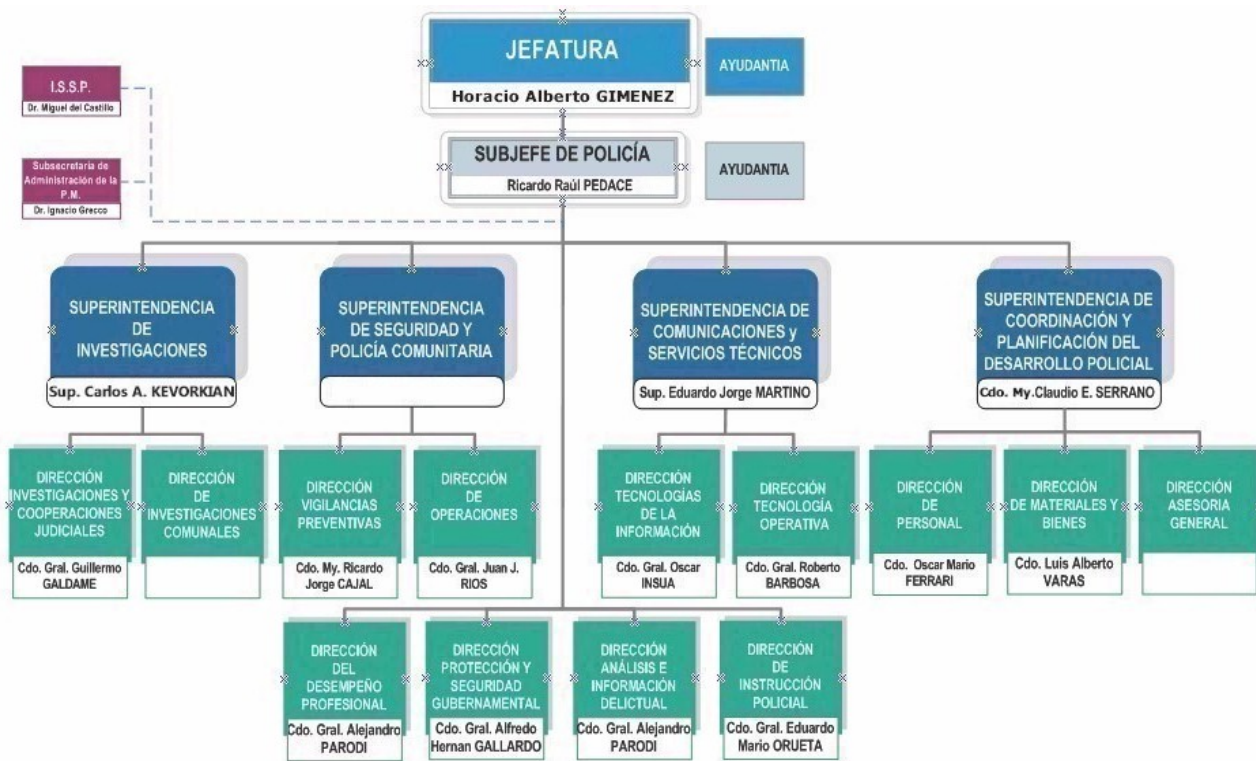 JEFATURA
Horacio Alberto GIMENEZ
AYUDANTIA
I.S.S.P.
Dr. Miguel del Castillo
SUBJEFE DE POLICÍA
Ricardo Raúl PEDACE
AYUDANTIA
Subsecretaría de
Administración de la
P.M.
Dr. Ignacio Grecco
SUPERINTENDENCIA
DE
INVESTIGACIONES
Sup. Carlos A. KEVORKIAN
SUPERINTENDENCIA
DE SEGURIDAD Y
POLICÍA COMUNITARIA
SUPERINTENDENCIA DE
COMUNICACIONES y
SERVICIOS TÉCNICOS
Sup. Eduardo Jorge MARTINO
SUPERINTENDENCIA DE
COORDINACIÓN Y
PLANIFICACIÓN DEL
DESARROLLO POLICIAL
Cdo. My.Claudio E. SERRANO
DIRECCIÓN
INVESTIGACIONES Y
COOPERACIONES
JUDICIALES
Cdo. Gral. Guillermo
GALDAME
DIRECCIÓN
DE
INVESTIGACIONES
COMUNALES
DIRECCIÓN
VIGILANCIAS
PREVENTIVAS
Cdo. My. Ricardo
Jorge CAJAL
DIRECCIÓN
DE
OPERACIONES
Cdo. Gral. Juan J.
RIOS
DIRECCIÓN
TECNOLOGÍAS
DE LA
INFORMACIÓN
Cdo. Gral. Oscar
INSUA
DIRECCIÓN
TECNOLOGÍA
OPERATIVA
Cdo. Gral. Roberto
BARBOSA
DIRECCIÓN
DE
PERSONAL
Cdo. Oscar Mario
FERRARI
DIRECCIÓN
DE MATERIALES Y
BIENES
Cdo. Luis Alberto
VARAS
DIRECCIÓN
ASESORIA
GENERAL
DIRECCIÓN
DEL
DESEMPEÑO
PROFESIONAL
Cdo. Gral. Alejandro
PARODI
DIRECCIÓN
PROTECCIÓN Y
SEGURIDAD
GUBERNAMENTAL
Cdo. Gral. Alfredo
Hernan GALLARDO
DIRECCIÓN
ANÁLISIS E
INFORMACIÓN
DELICTUAL
Cdo. Gral. Alejandro
PARODI
DIRECCIÓN
DE
INSTRUCCIÓN
POLICIAL
Cdo. Gral. Eduardo
Mario ORUETA